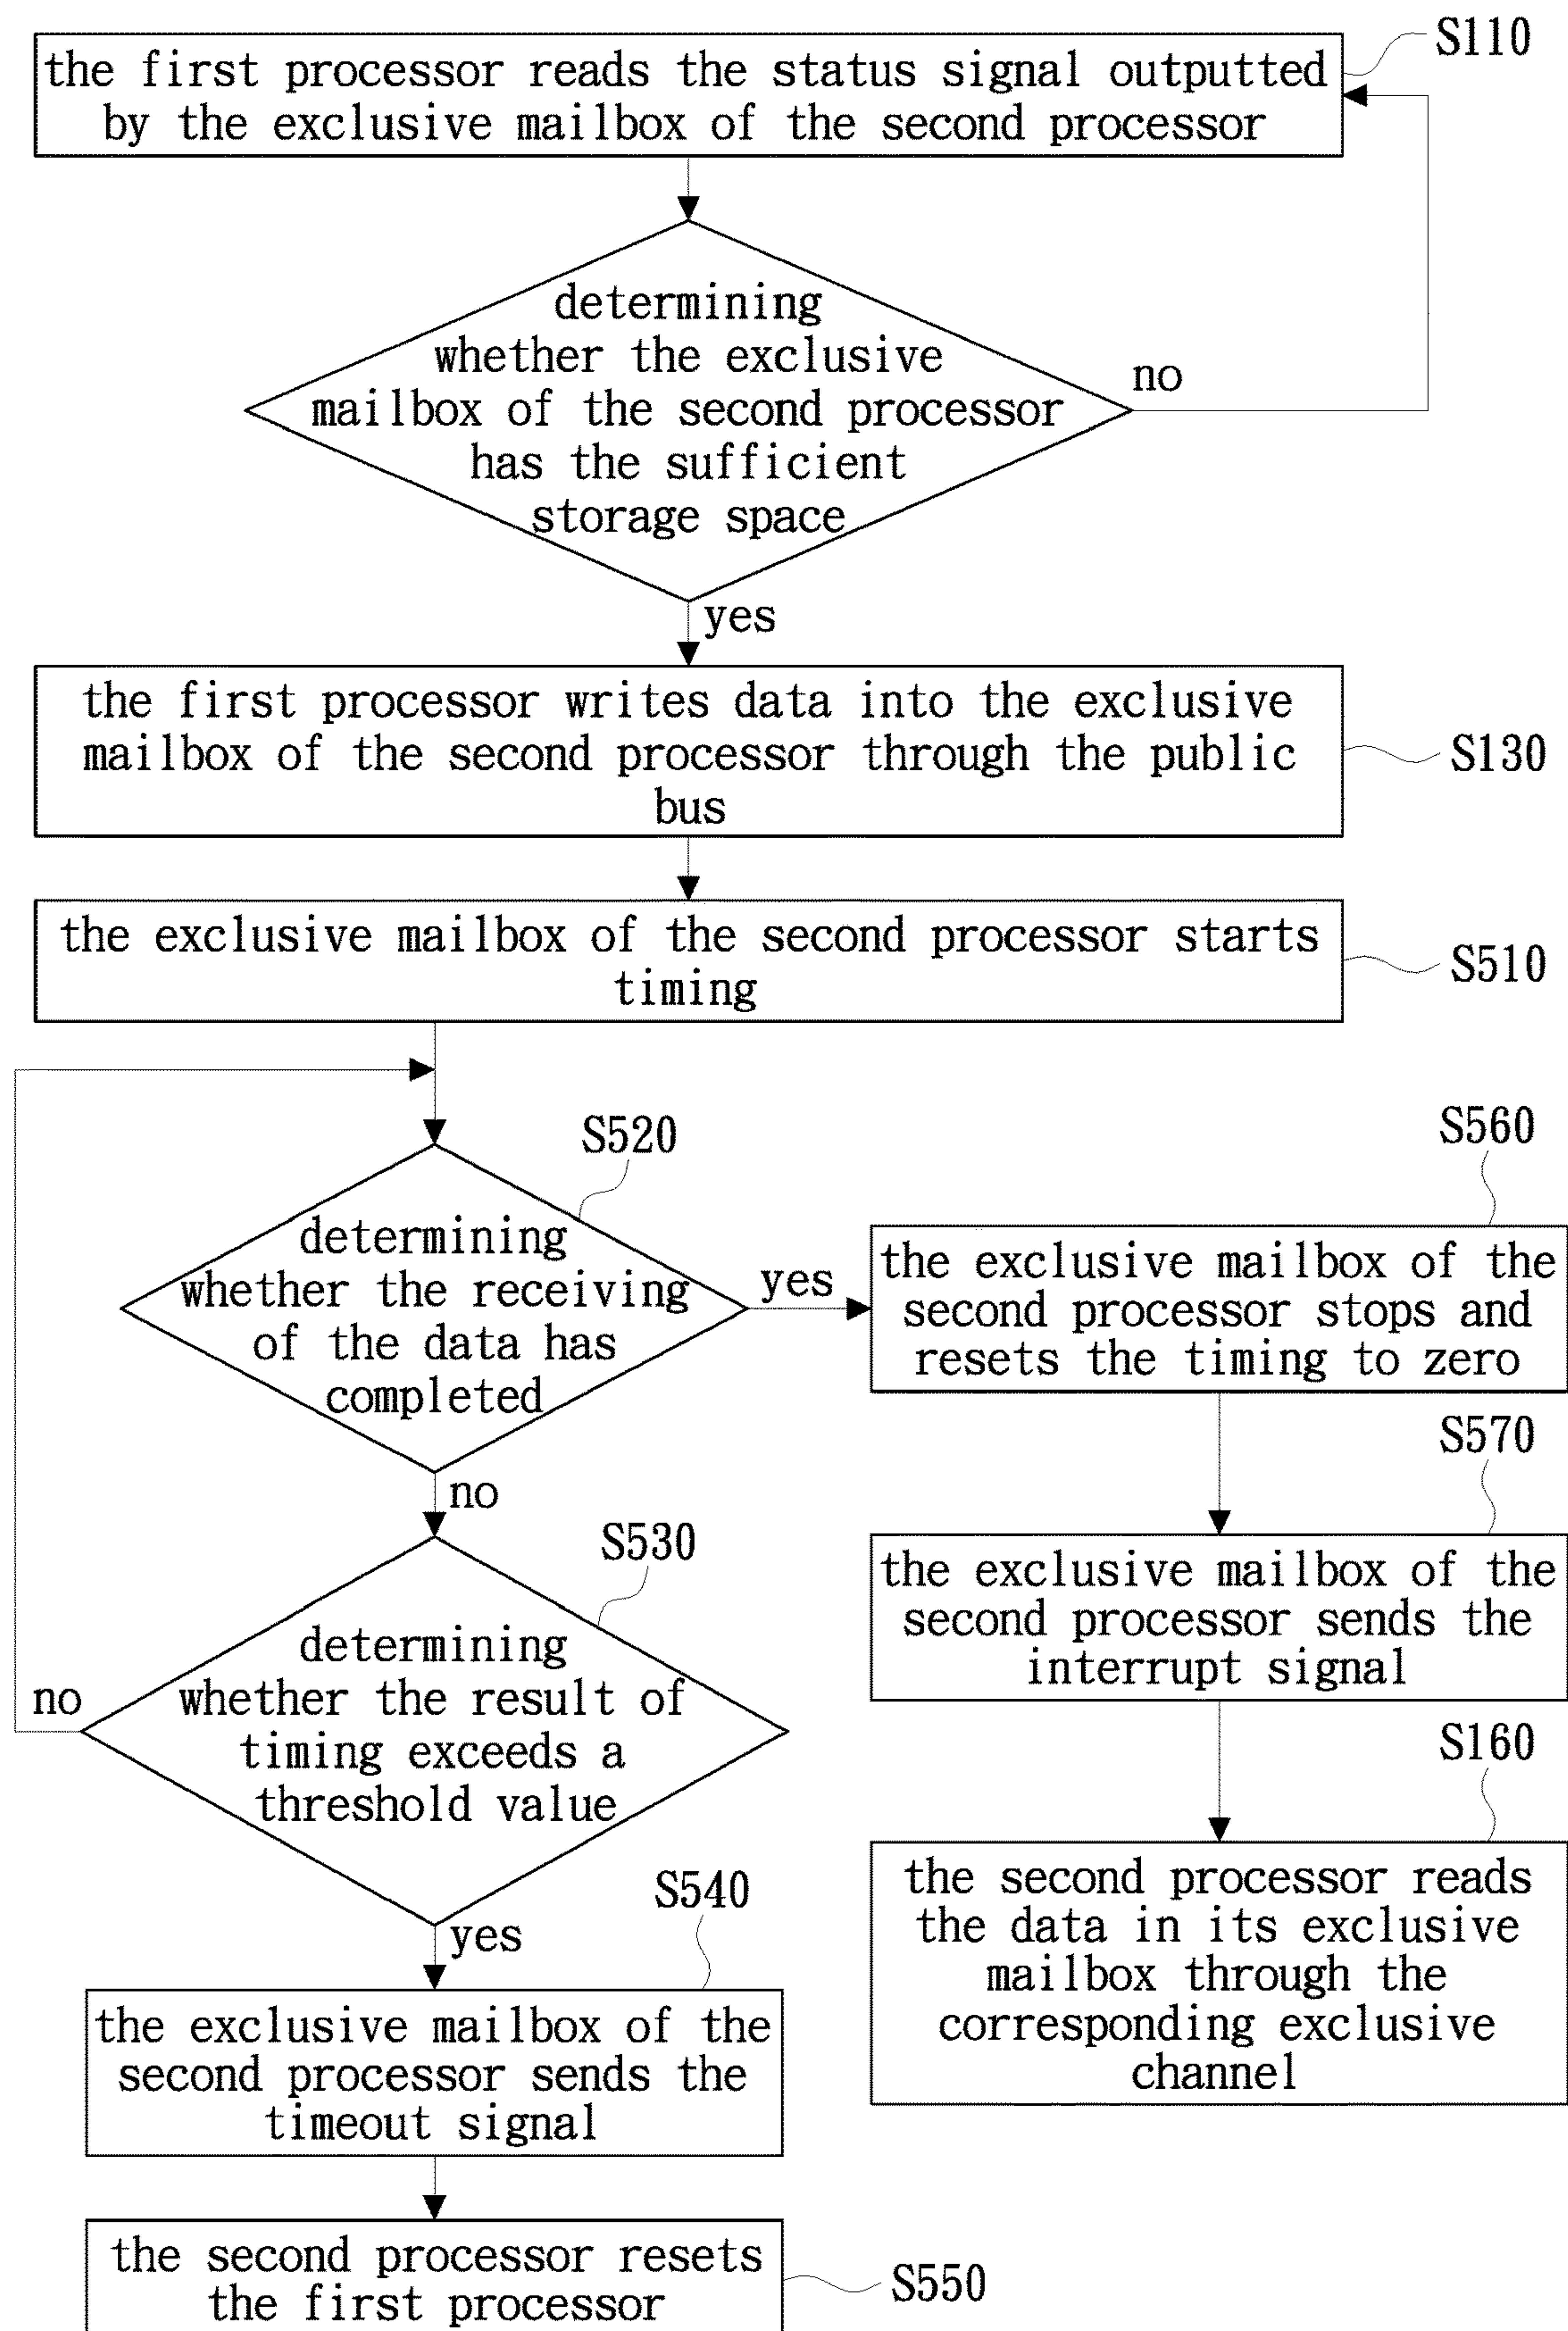 S110
the first processor reads the status signal outputted
by the exclusive mailbox of the second processor
determining
whether the exclusive
mailbox of the second processor
has the sufficient
storage space
no
yes
the first processor writes data into the exclusive
mailbox of the second processor through the public
bus
S130
the exclusive mailbox of the second processor starts
timing
S510
S520
determining
whether the receiving
of the data has
completed
yes
no
S560
the exclusive mailbox of the
second processor stops and
resets the timing to zero
S570
the exclusive mailbox of the
second processor sends the
interrupt signal
S160
the second processor reads
the data in its exclusive
mailbox through the
corresponding exclusive
channel
S530
determining
whether the result of
timing exceeds a
threshold value
no
yes
S540
the exclusive mailbox of the
second processor sends the
timeout signal
the second processor resets
the first processor
S550